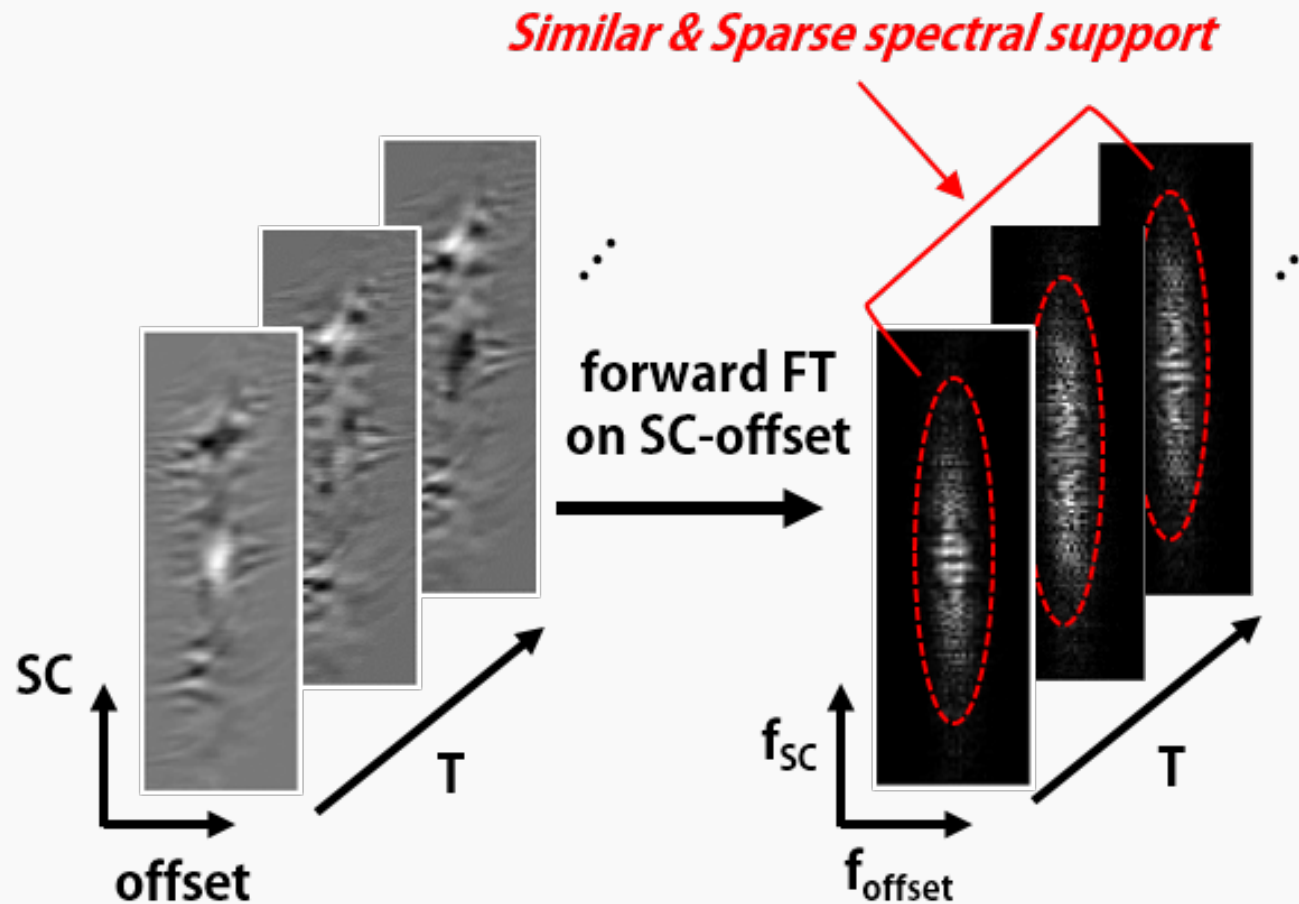 Similar & Sparse spectral support
forward FT
on SC-offset
SC
T
offset
f_SC
T
f_offset